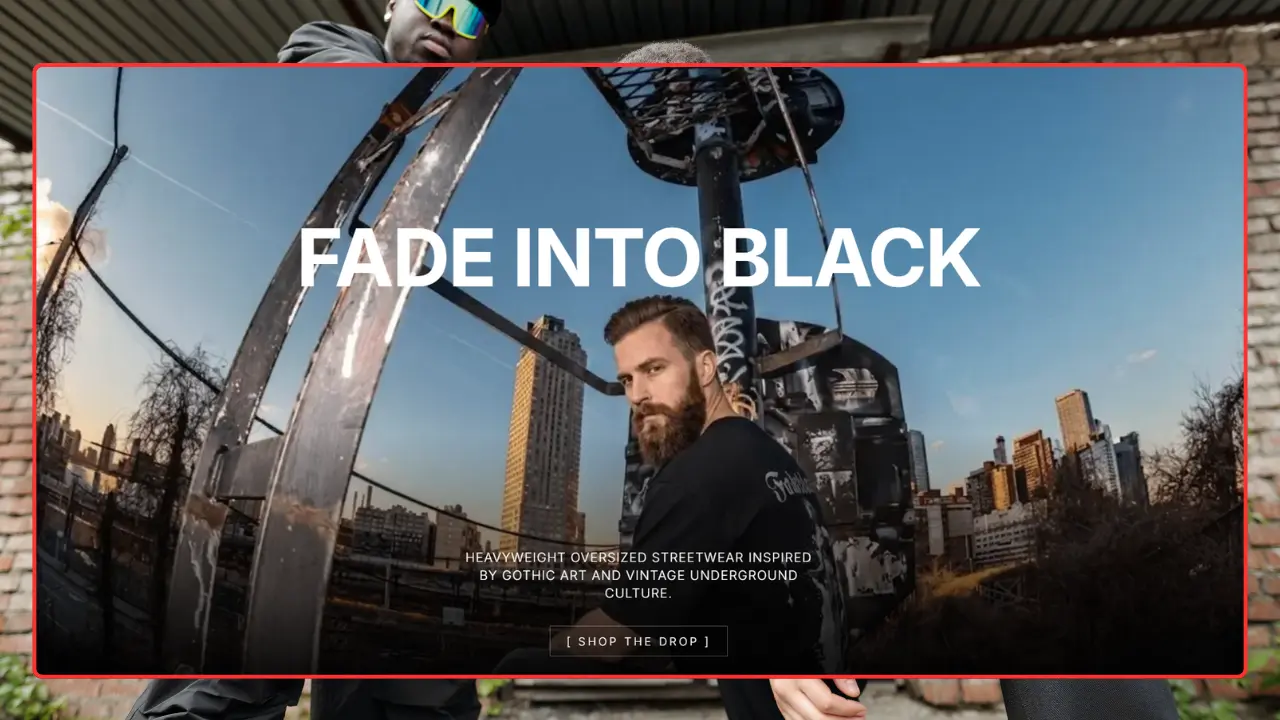 FADE INTO BLACK
HEAVYWEIGHT OVERSIZED STREETWEAR INSPIRED
BY GOTHIC ART AND VINTAGE UNDERGROUND
CULTURE.
[ SHOP THE DROP ]